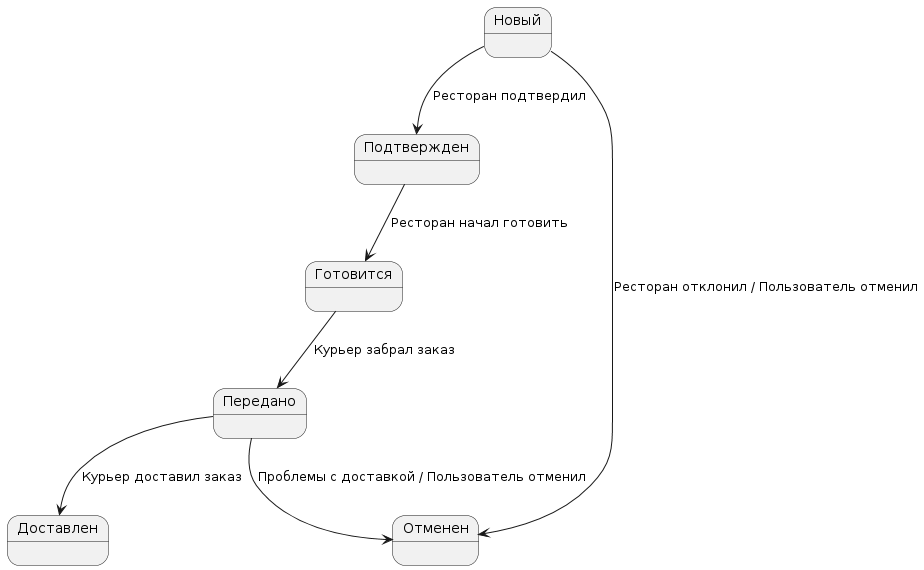 Новый
Ресторан подтвердил
Подтвержден
Ресторан начал готовить
Готовится
Ресторан отклонил / Пользователь отменил
Курьер забрал заказ
Передано
Курьер доставил заказ
Проблемы с доставкой / Пользователь отменил
Доставлен
Отменен